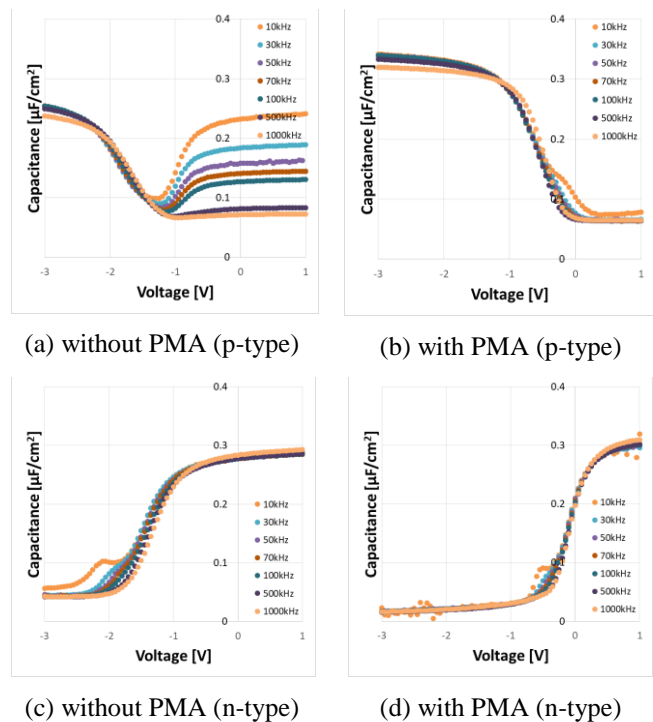 Capacitance [μF/cm²]
0.4
0.3
0.2
0.1
0
10kHz
30kHz
50kHz
70kHz
100kHz
500kHz
1000kHz
-3
-2
-1
0
1
Voltage [V]
(a) without PMA (p-type)
Capacitance [μF/cm²]
0.4
0.3
0.2
0.1
0
10kHz
30kHz
50kHz
70kHz
100kHz
500kHz
1000kHz
-3
-2
-1
0
1
Voltage [V]
(b) with PMA (p-type)
Capacitance [μF/cm²]
0.4
0.3
0.2
0.1
0
10kHz
30kHz
50kHz
70kHz
100kHz
500kHz
1000kHz
-3
-2
-1
0
1
Voltage [V]
(c) without PMA (n-type)
Capacitance [μF/cm²]
0.4
0.3
0.2
0.1
0
10kHz
30kHz
50kHz
70kHz
100kHz
500kHz
1000kHz
-3
-2
-1
0
1
Voltage [V]
(d) with PMA (n-type)